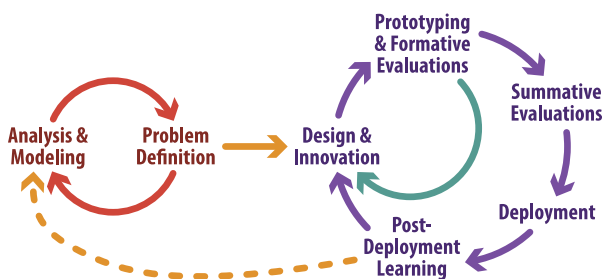 Analysis &
Modeling
Problem
Definition
Design &
Innovation
Prototyping
& Formative
Evaluations
Summative
Evaluations
Deployment
Post-
Deployment
Learning